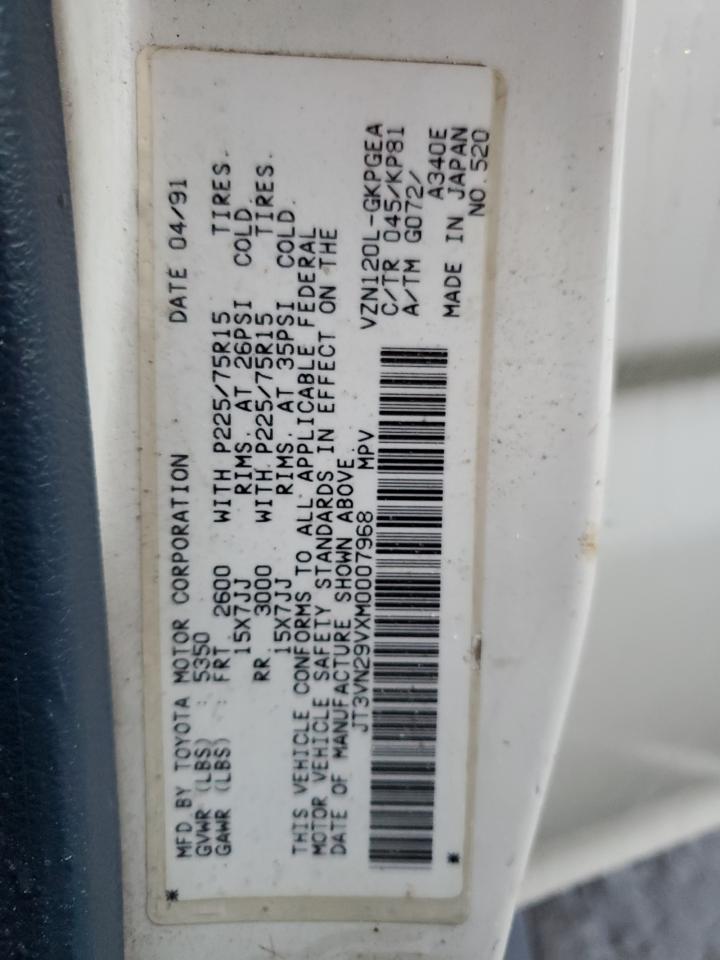 MFD. BY TOYOTA MOTOR CORPORATION DATE 04/91
GVWR (LBS) : 5350
GAWR (LBS) : FRT. 2600 WITH P225/75R15 TIRES.
15X7JJ RIMS. AT 26PSI COLD.
RR. 3000 WITH P225/75R15 TIRES.
15X7JJ RIMS. AT 35PSI COLD.
THIS VEHICLE CONFORMS TO ALL APPLICABLE FEDERAL
MOTOR VEHICLE SAFETY STANDARDS IN EFFECT ON THE
DATE OF MANUFACTURE SHOWN ABOVE.
JT3VN29VXM0007968 MPV
VZN120L-GKPGEA
C/TR 045/KP81
A/TM G072/
A340E
MADE IN JAPAN
NO. 520
* *